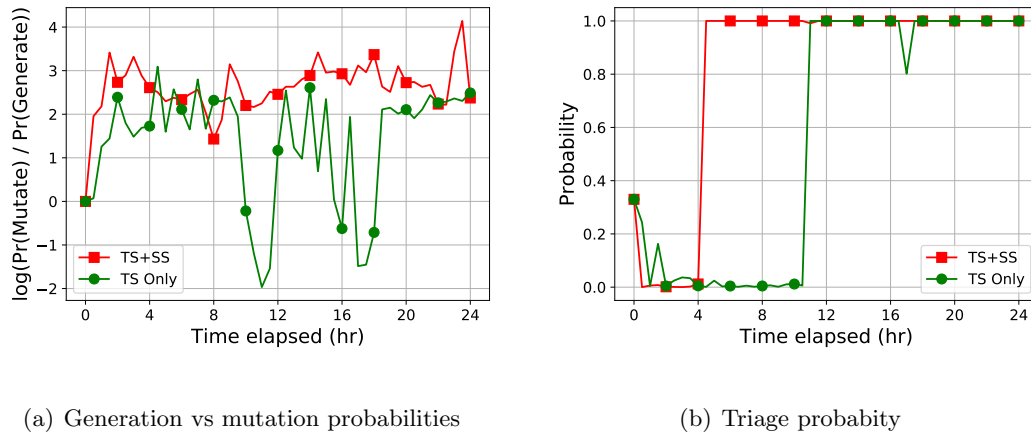 log(Pr(Mutate) / Pr(Generate))
4
3
2
1
0
−1
−2
TS+SS
TS Only
0 4 8 12 16 20 24
Time elapsed (hr)
(a) Generation vs mutation probabilities
Probability
1.0
0.8
0.6
0.4
0.2
0.0
TS+SS
TS Only
0 4 8 12 16 20 24
Time elapsed (hr)
(b) Triage probabity